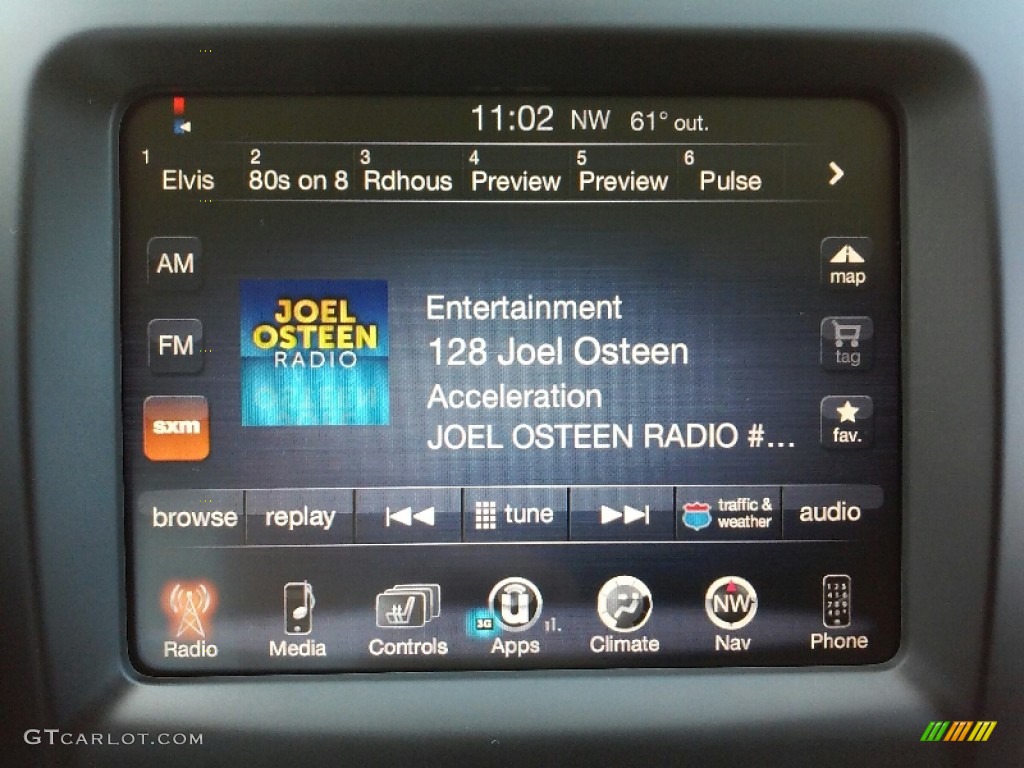 11:02 NW 61° out.
1 Elvis
2 80s on 8
3 Rdhous
4 Preview
5 Preview
6 Pulse
AM
map
JOEL
OSTEEN
RADIO
Entertainment
128 Joel Osteen
Acceleration
JOEL OSTEEN RADIO #...
FM
tag
sxm
fav.
browse
replay
tune
traffic &
weather
audio
Radio
Media
Controls
3G
u
Apps
Climate
NW
Nav
Phone
GTCARLOT.COM